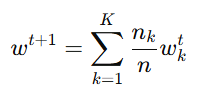 $w^{t+1} = \sum_{k=1}^{K} \frac{n_k}{n} w_k^t$